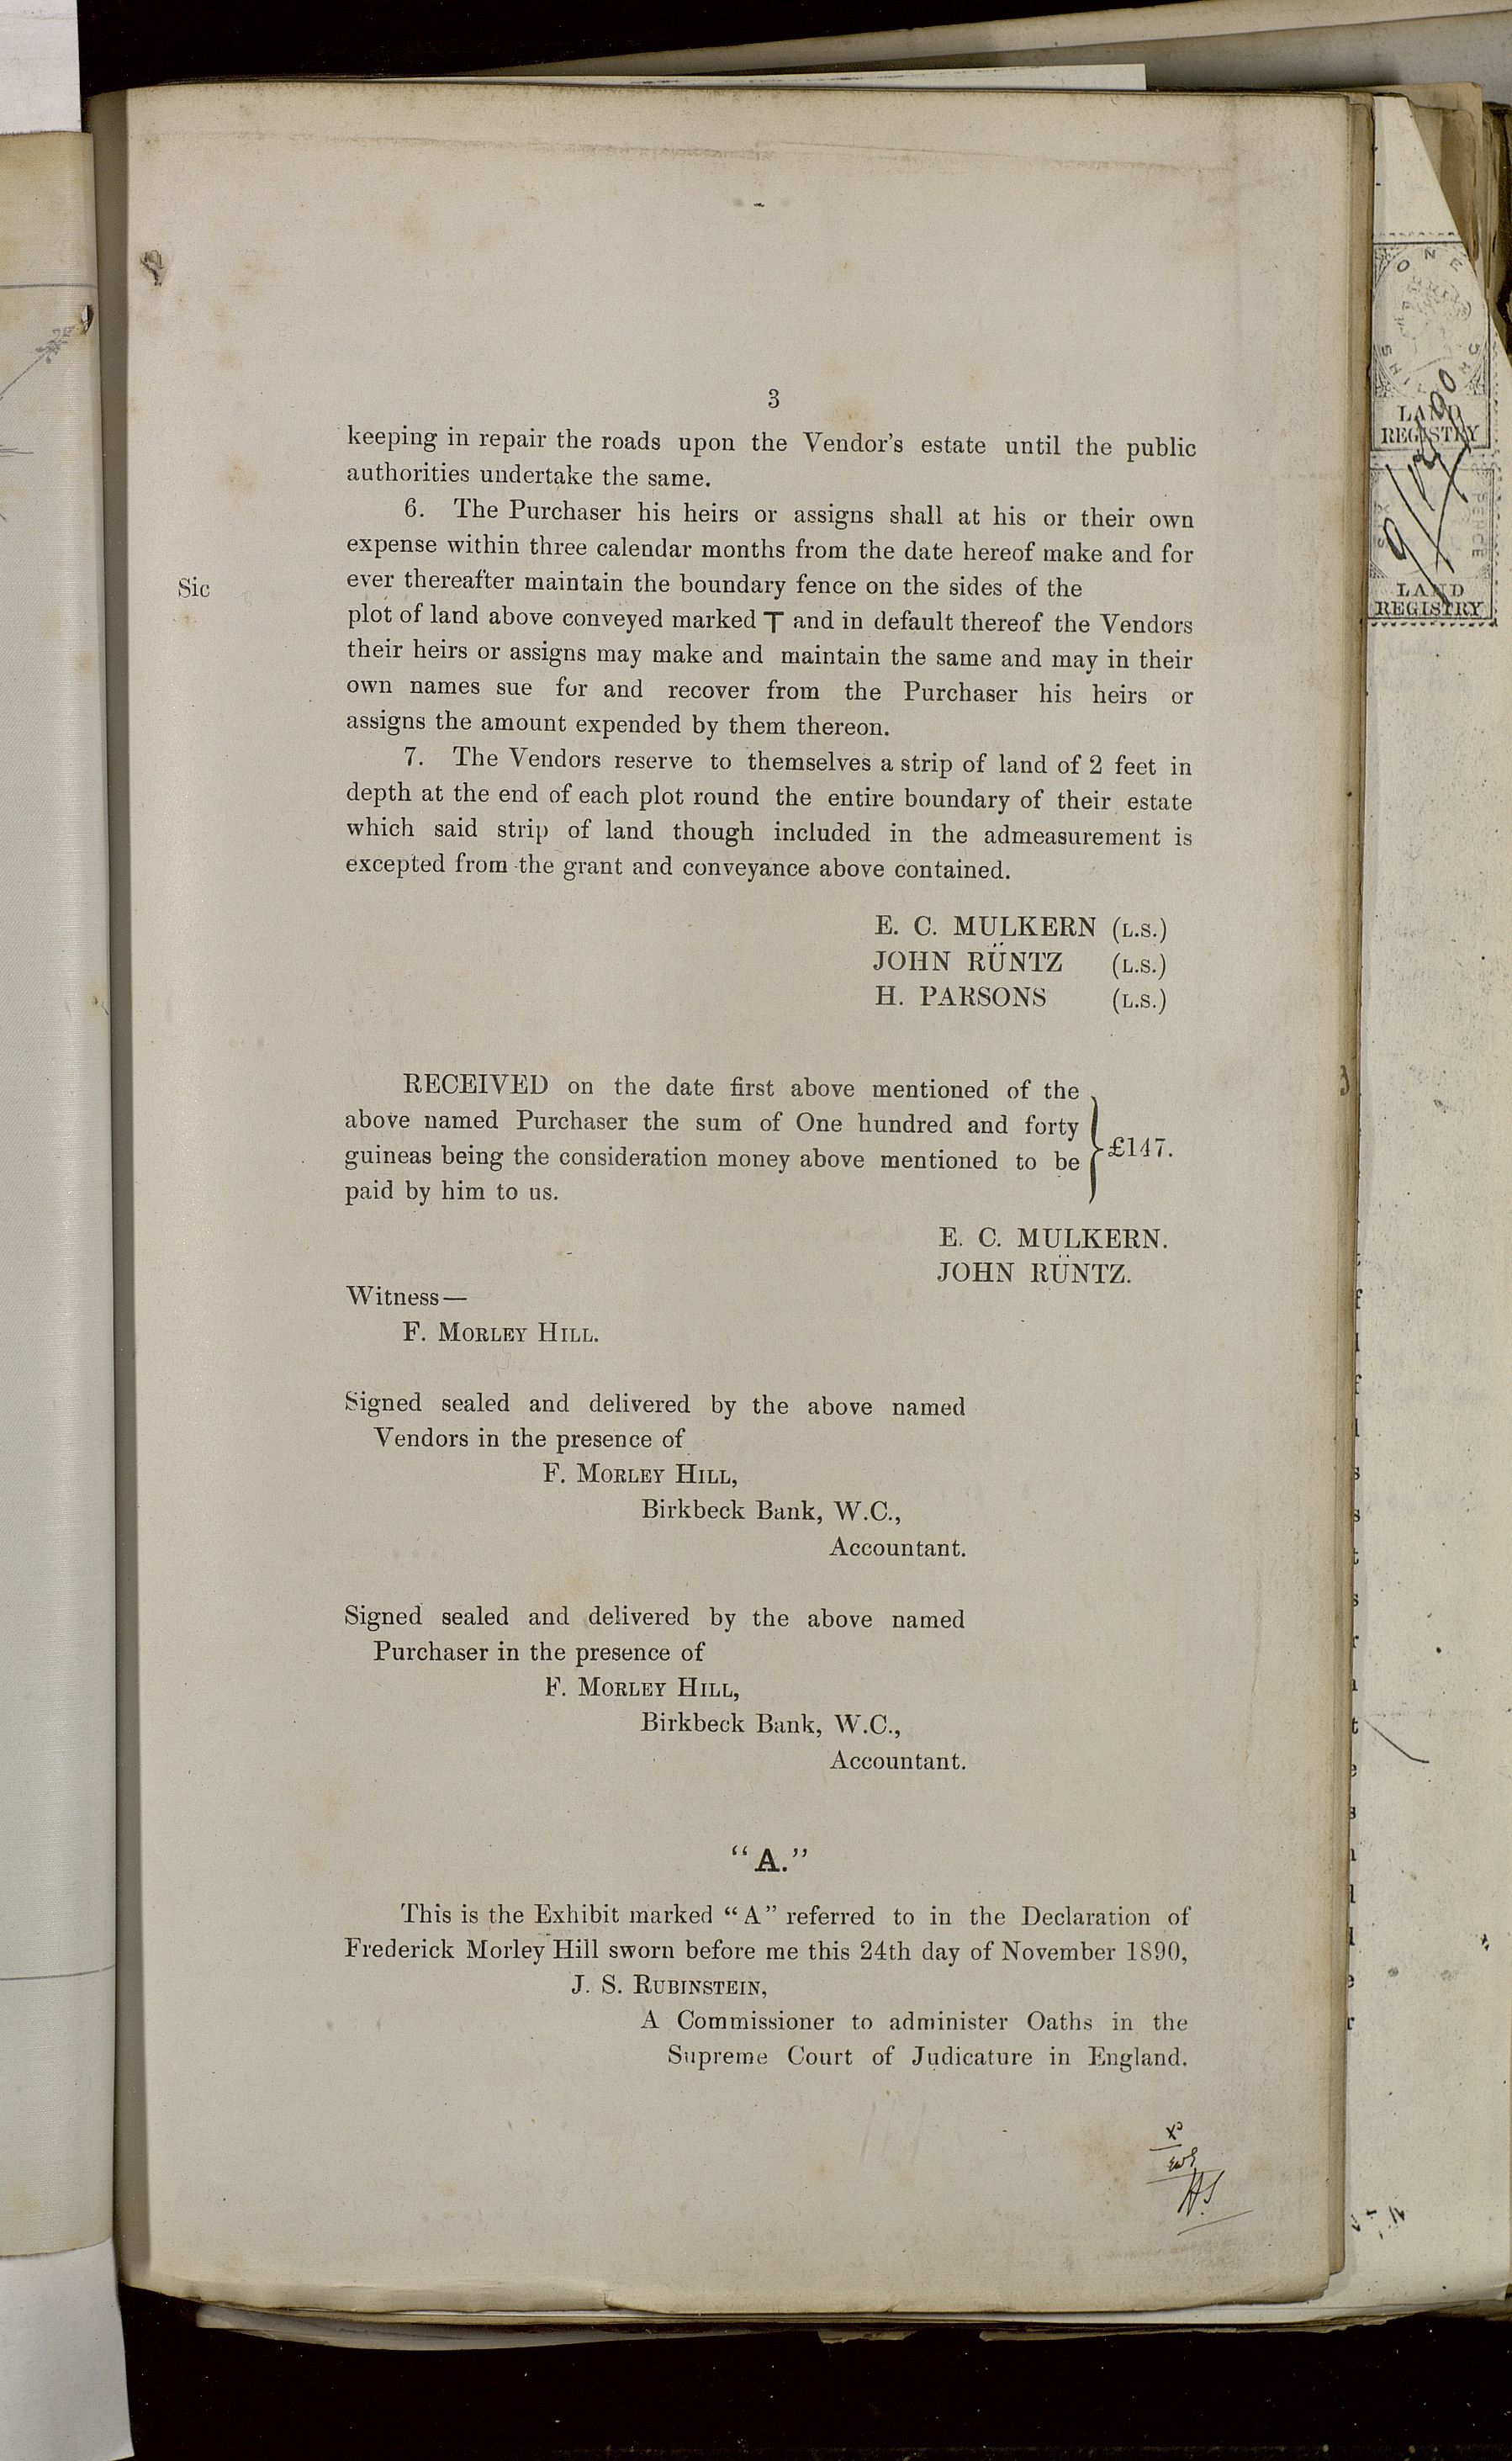 3
keeping in repair the roads upon the Vendor's estate until the public
authorities undertake the same.
6. The Purchaser his heirs or assigns shall at his or their own
expense within three calendar months from the date hereof make and for
Sic
ever thereafter maintain the boundary fence on the sides of the
plot of land above conveyed marked T and in default thereof the Vendors
their heirs or assigns may make and maintain the same and may in their
own names sue for and recover from the Purchaser his heirs or
assigns the amount expended by them thereon.
7. The Vendors reserve to themselves a strip of land of 2 feet in
depth at the end of each plot round the entire boundary of their estate
which said strip of land though included in the admeasurement is
excepted from the grant and conveyance above contained.
E. C. MULKERN (L.S.)
JOHN RÜNTZ (L.S.)
H. PARSONS (L.S.)
RECEIVED on the date first above mentioned of the
above named Purchaser the sum of One hundred and forty
guineas being the consideration money above mentioned to be
paid by him to us.
£147.
E. C. MULKERN.
JOHN RÜNTZ.
Witness—
F. MORLEY HILL.
Signed sealed and delivered by the above named
Vendors in the presence of
F. MORLEY HILL,
Birkbeck Bank, W.C.,
Accountant.
Signed sealed and delivered by the above named
Purchaser in the presence of
F. MORLEY HILL,
Birkbeck Bank, W.C.,
Accountant.
"A."
This is the Exhibit marked "A" referred to in the Declaration of
Frederick Morley Hill sworn before me this 24th day of November 1890,
J. S. RUBINSTEIN,
A Commissioner to administer Oaths in the
Supreme Court of Judicature in England.
LAND
REGISTRY
LAND
REGISTRY